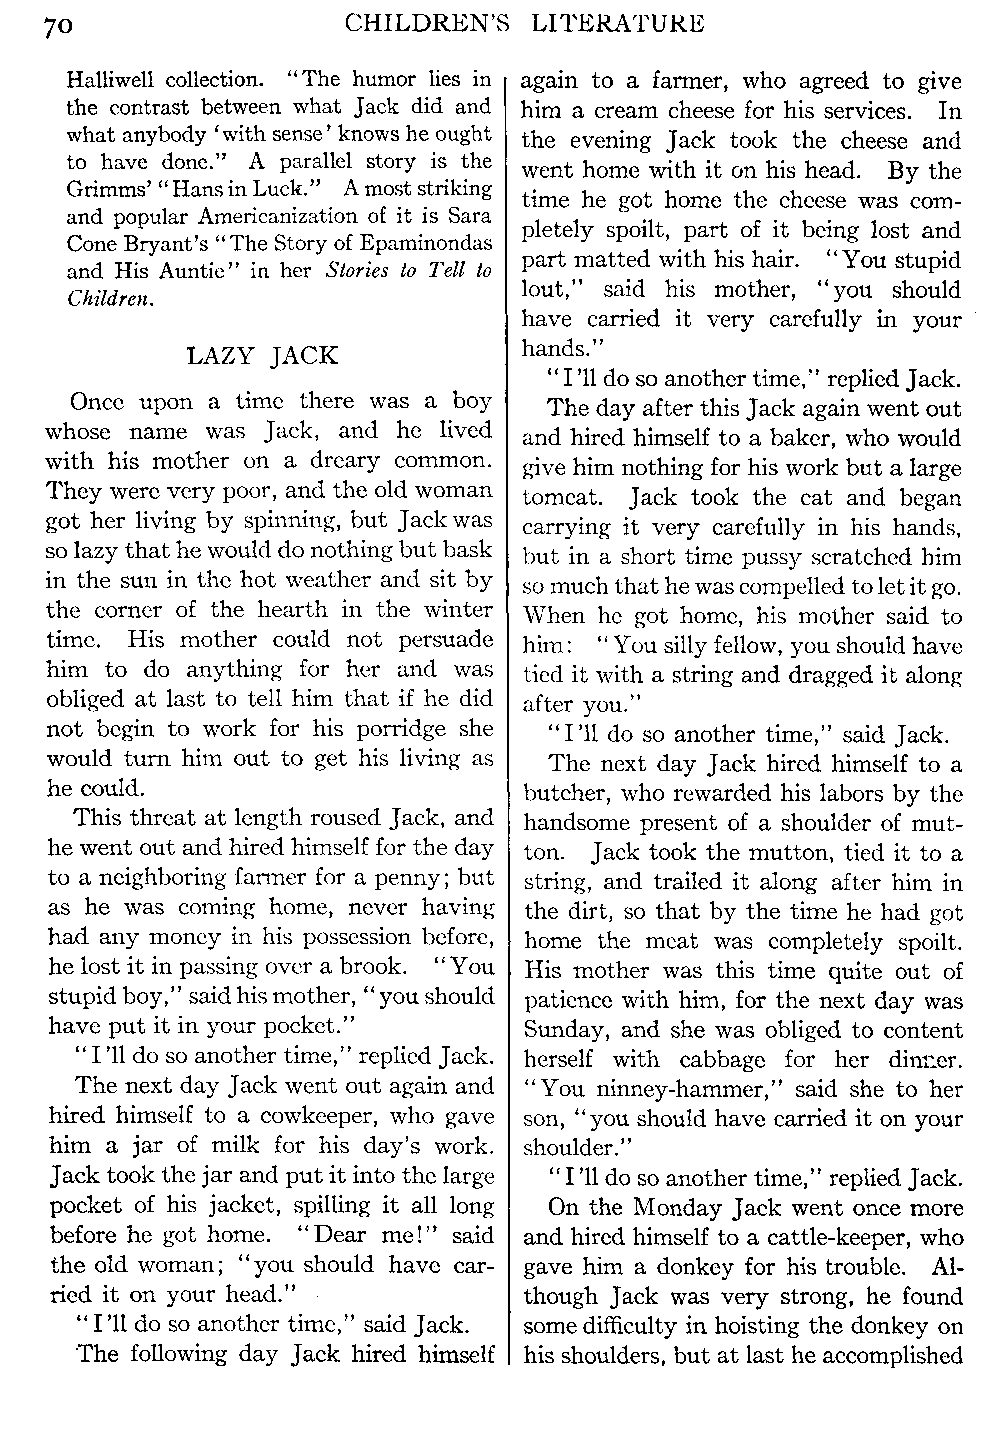 70
CHILDREN'S LITERATURE
Halliwell collection. "The humor lies in
the contrast between what Jack did and
what anybody 'with sense' knows he ought
to have done." A parallel story is the
Grimms' "Hans in Luck." A most striking
and popular Americanization of it is Sara
Cone Bryant's "The Story of Epaminondas
and His Auntie" in her Stories to Tell to
Children.
LAZY JACK
Once upon a time there was a boy
whose name was Jack, and he lived
with his mother on a dreary common.
They were very poor, and the old woman
got her living by spinning, but Jack was
so lazy that he would do nothing but bask
in the sun in the hot weather and sit by
the corner of the hearth in the winter
time. His mother could not persuade
him to do anything for her and was
obliged at last to tell him that if he did
not begin to work for his porridge she
would turn him out to get his living as
he could.
This threat at length roused Jack, and
he went out and hired himself for the day
to a neighboring farmer for a penny; but
as he was coming home, never having
had any money in his possession before,
he lost it in passing over a brook. "You
stupid boy," said his mother, "you should
have put it in your pocket."
"I'll do so another time," replied Jack.
The next day Jack went out again and
hired himself to a cowkeeper, who gave
him a jar of milk for his day's work.
Jack took the jar and put it into the large
pocket of his jacket, spilling it all long
before he got home. "Dear me!" said
the old woman; "you should have car-
ried it on your head."
"I'll do so another time," said Jack.
The following day Jack hired himself
again to a farmer, who agreed to give
him a cream cheese for his services. In
the evening Jack took the cheese and
went home with it on his head. By the
time he got home the cheese was com-
pletely spoilt, part of it being lost and
part matted with his hair. "You stupid
lout," said his mother, "you should
have carried it very carefully in your
hands."
"I'll do so another time," replied Jack.
The day after this Jack again went out
and hired himself to a baker, who would
give him nothing for his work but a large
tomcat. Jack took the cat and began
carrying it very carefully in his hands,
but in a short time pussy scratched him
so much that he was compelled to let it go.
When he got home, his mother said to
him: "You silly fellow, you should have
tied it with a string and dragged it along
after you."
"I'll do so another time," said Jack.
The next day Jack hired himself to a
butcher, who rewarded his labors by the
handsome present of a shoulder of mut-
ton. Jack took the mutton, tied it to a
string, and trailed it along after him in
the dirt, so that by the time he had got
home the meat was completely spoilt.
His mother was this time quite out of
patience with him, for the next day was
Sunday, and she was obliged to content
herself with cabbage for her dinner.
"You ninney-hammer," said she to her
son, "you should have carried it on your
shoulder."
"I'll do so another time," replied Jack.
On the Monday Jack went once more
and hired himself to a cattle-keeper, who
gave him a donkey for his trouble. Al-
though Jack was very strong, he found
some difficulty in hoisting the donkey on
his shoulders, but at last he accomplished